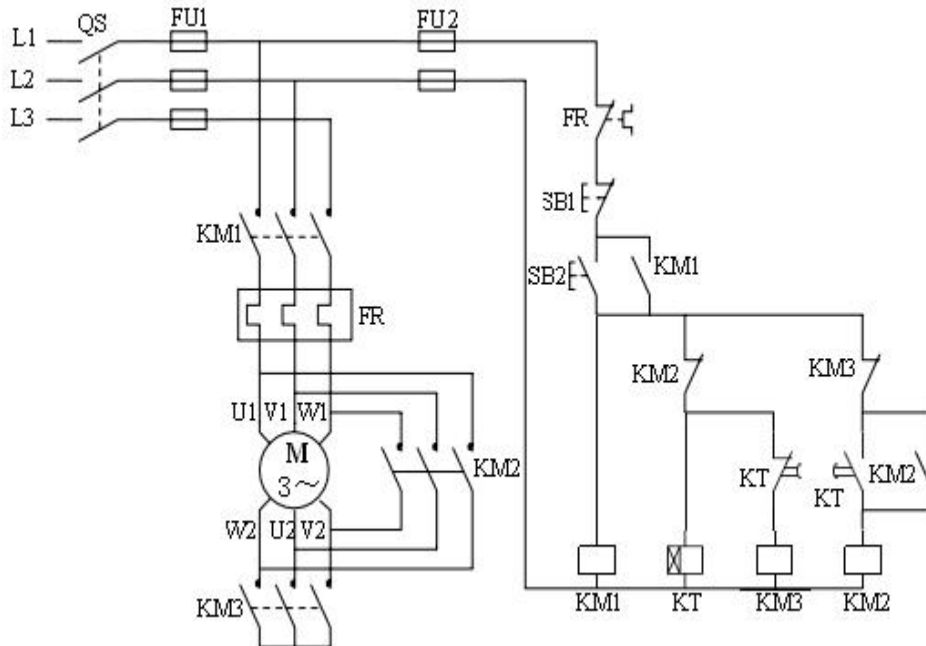 QS FU1 FU2
L1
L2
L3
FR
SB1
KM1 KM1
SB2
FR
KM2 KM3
U1 V1 W1
M
3～
KM2 KT KT KM2
W2 U2 V2
KM3 KM1 KT KM3 KM2